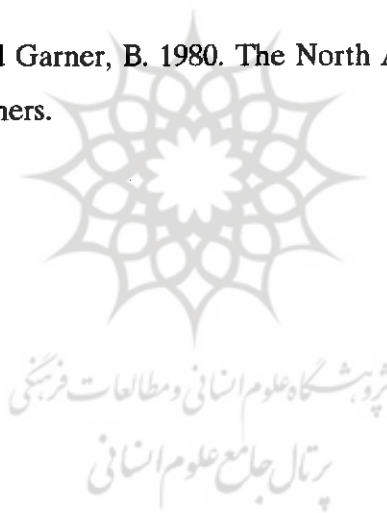 d Garner, B. 1980. The North A
ners.
پژوهشگاه علوم انسانی و مطالعات فرهنگی
پرتال جامع علوم انسانی